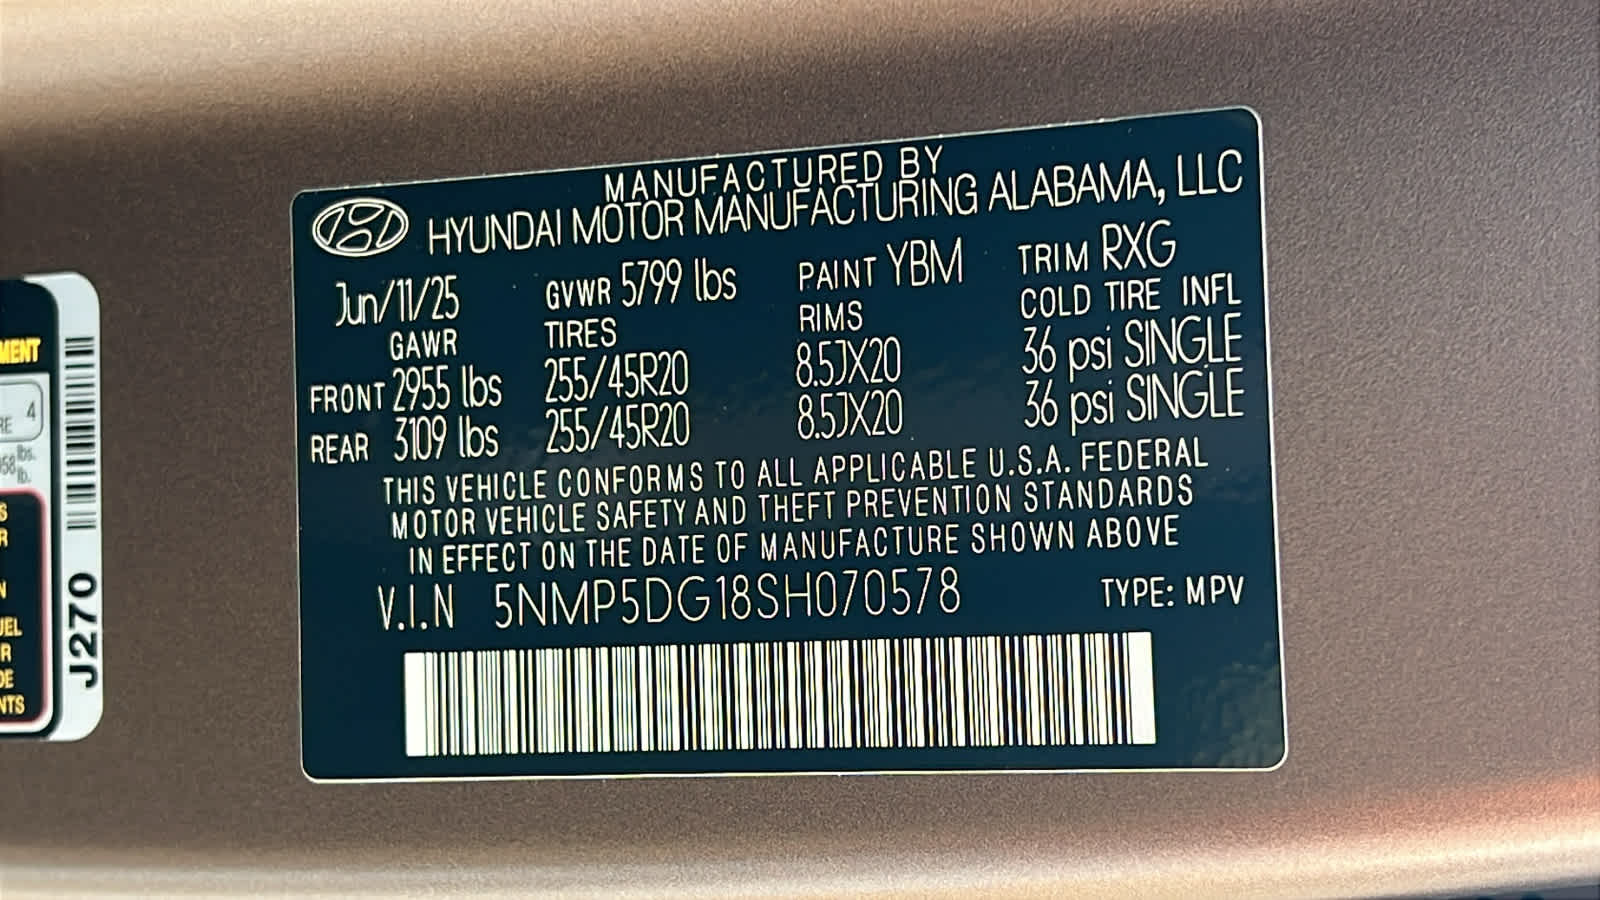 MANUFACTURED BY
HYUNDAI MOTOR MANUFACTURING ALABAMA, LLC
Jun/11/25 GVWR 5799 lbs PAINT YBM TRIM RXG
GAWR TIRES RIMS COLD TIRE INFL
FRONT 2955 lbs 255/45R20 8.5JX20 36 psi SINGLE
REAR 3109 lbs 255/45R20 8.5JX20 36 psi SINGLE
THIS VEHICLE CONFORMS TO ALL APPLICABLE U.S.A. FEDERAL
MOTOR VEHICLE SAFETY AND THEFT PREVENTION STANDARDS
IN EFFECT ON THE DATE OF MANUFACTURE SHOWN ABOVE
V.I.N 5NMP5DG18SH070578 TYPE: MPV
J270
4
lbs.
lb.